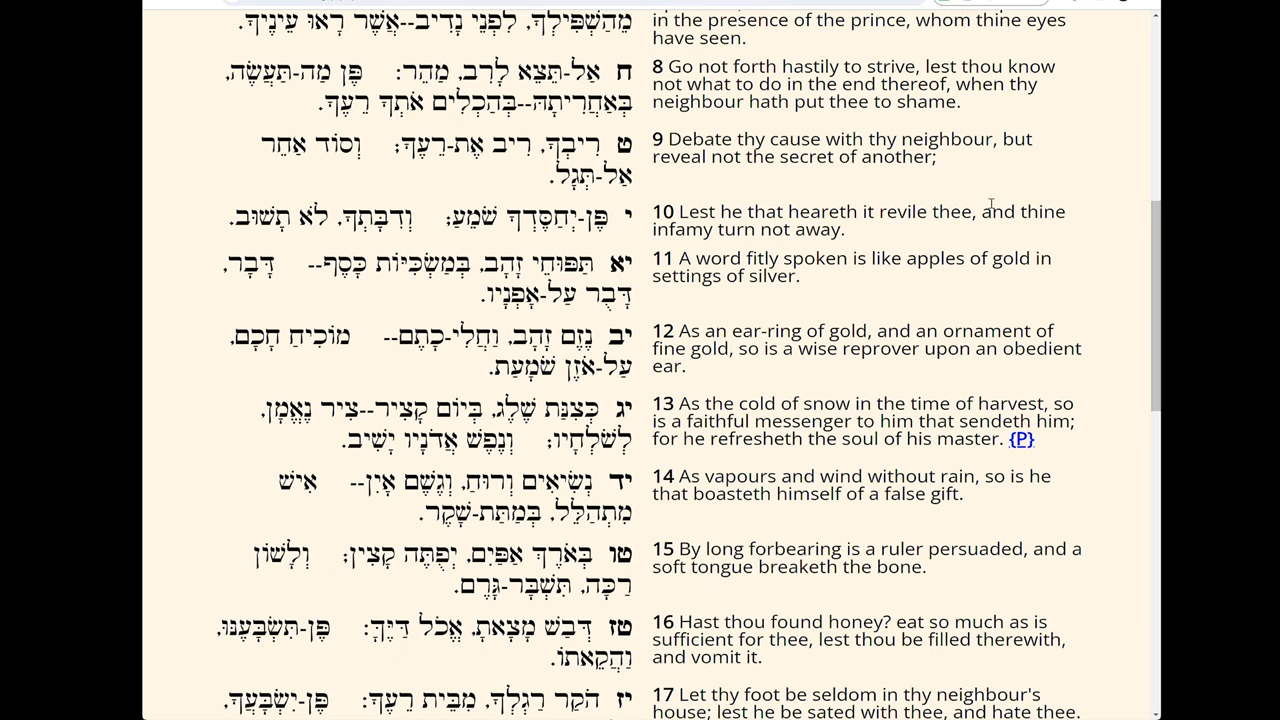 מֵהַשְׁפִּילְךָ, לִפְנֵי נָדִיב--אֲשֶׁר רָאוּ עֵינֶיךָ.
in the presence of the prince, whom thine eyes
have seen.
ח אַל-תֵּצֵא לָרִב, מַהֵר: פֶּן מַה-תַּעֲשֶׂה,
בְּאַחֲרִיתָהּ--בְּהַכְלִים אֹתְךָ רֵעֶךָ.
8 Go not forth hastily to strive, lest thou know
not what to do in the end thereof, when thy
neighbour hath put thee to shame.
ט רִיבְךָ, רִיב אֶת-רֵעֶךָ; וְסוֹד אַחֵר
אַל-תְּגָל.
9 Debate thy cause with thy neighbour, but
reveal not the secret of another;
י פֶּן-יְחַסֶּדְךָ שֹׁמֵעַ; וְדִבָּתְךָ, לֹא תָשׁוּב.
10 Lest he that heareth it revile thee, and thine
infamy turn not away.
יא תַּפּוּחֵי זָהָב, בְּמַשְׂכִּיּוֹת כָּסֶף-- דָּבָר,
דָּבֻר עַל-אָפְנָיו.
11 A word fitly spoken is like apples of gold in
settings of silver.
יב נֶזֶם זָהָב, וַחֲלִי-כָתֶם-- מוֹכִיחַ חָכָם,
עַל-אֹזֶן שֹׁמָעַת.
12 As an ear-ring of gold, and an ornament of
fine gold, so is a wise reprover upon an obedient
ear.
יג כְּצִנַּת שֶׁלֶג, בְּיוֹם קָצִיר--צִיר נֶאֱמָן,
לְשֹׁלְחָיו; וְנֶפֶשׁ אֲדֹנָיו יָשִׁיב.
13 As the cold of snow in the time of harvest, so
is a faithful messenger to him that sendeth him;
for he refresheth the soul of his master. {P}
יד נְשִׂיאִים וְרוּחַ, וְגֶשֶׁם אָיִן-- אִישׁ
מִתְהַלֵּל, בְּמַתַּת-שָׁקֶר.
14 As vapours and wind without rain, so is he
that boasteth himself of a false gift.
טו בְּאֹרֶךְ אַפַּיִם, יְפֻתֶּה קָצִין; וְלָשׁוֹן
רַכָּה, תִּשְׁבָּר-גָּרֶם.
15 By long forbearing is a ruler persuaded, and a
soft tongue breaketh the bone.
טז דְּבַשׁ מָצָאתָ, אֱכֹל דַּיֶּךָּ: פֶּן-תִּשְׂבָּעֶנּוּ,
וַהֲקֵאתוֹ.
16 Hast thou found honey? eat so much as is
sufficient for thee, lest thou be filled therewith,
and vomit it.
יז הֹקַר רַגְלְךָ, מִבֵּית רֵעֶךָ: פֶּן-יִשְׂבָּעֲךָ,
17 Let thy foot be seldom in thy neighbour's
house; lest he be sated with thee, and hate thee.